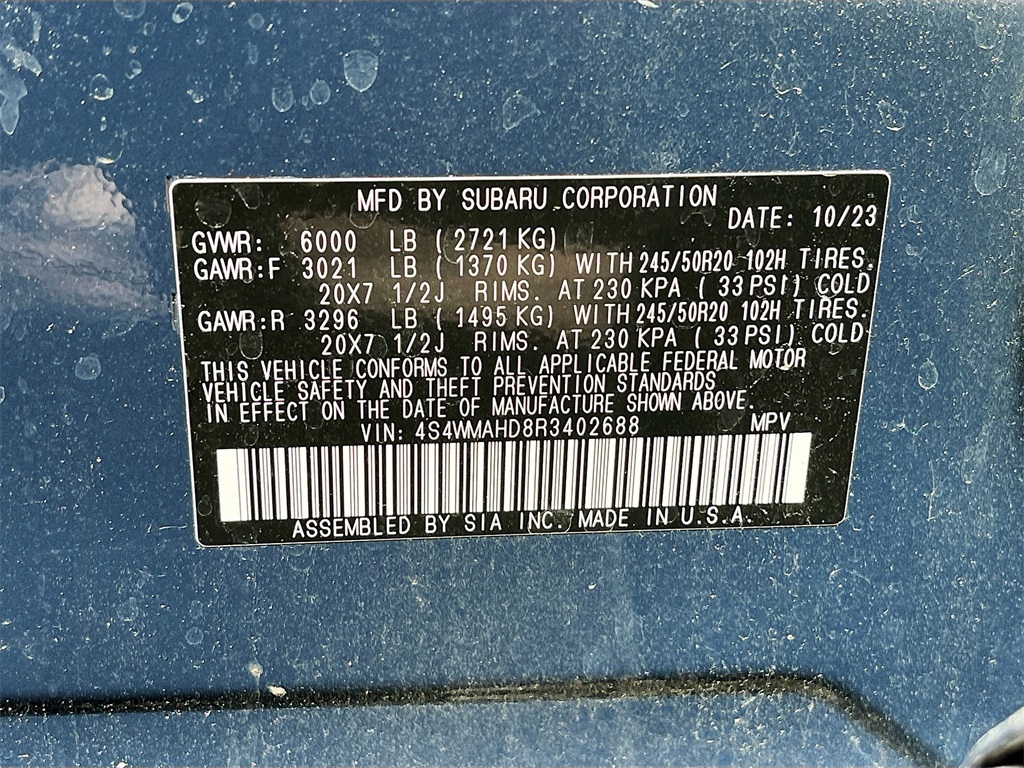 MFD BY SUBARU CORPORATION
DATE: 10/23
GVWR: 6000 LB ( 2721 KG)
GAWR:F 3021 LB ( 1370 KG) WITH 245/50R20 102H TIRES.
20X7 1/2J RIMS. AT 230 KPA ( 33 PSI) COLD
GAWR:R 3296 LB ( 1495 KG) WITH 245/50R20 102H TIRES.
20X7 1/2J RIMS. AT 230 KPA ( 33 PSI) COLD
THIS VEHICLE CONFORMS TO ALL APPLICABLE FEDERAL MOTOR
VEHICLE SAFETY AND THEFT PREVENTION STANDARDS
IN EFFECT ON THE DATE OF MANUFACTURE SHOWN ABOVE.
VIN: 4S4WMAHD8R3402688 MPV
ASSEMBLED BY SIA INC. MADE IN U.S.A.